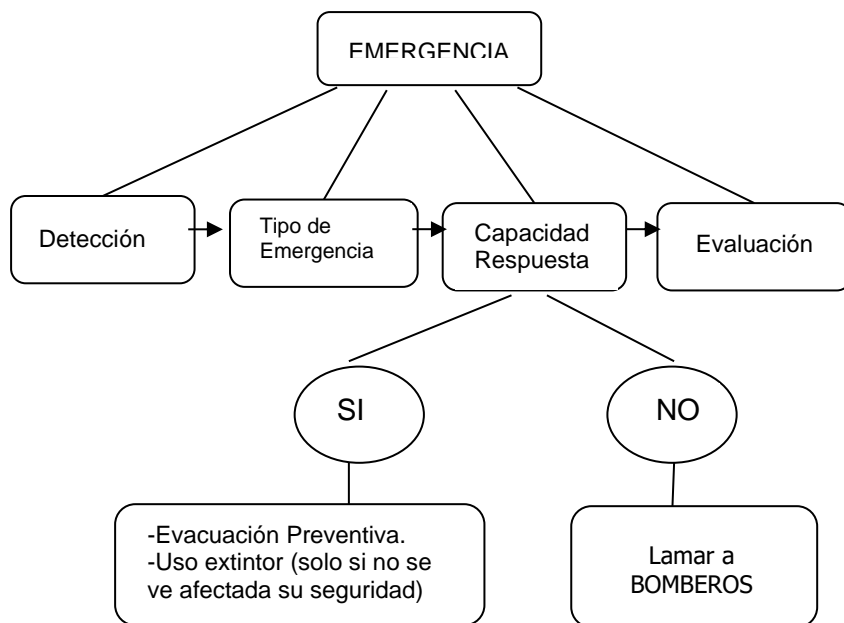 EMERGENCIA
Detección
Tipo de
Emergencia
Capacidad
Respuesta
Evaluación
SI
NO
-Evacuación Preventiva.
-Uso extintor (solo si no se
ve afectada su seguridad)
Lamar a
BOMBEROS